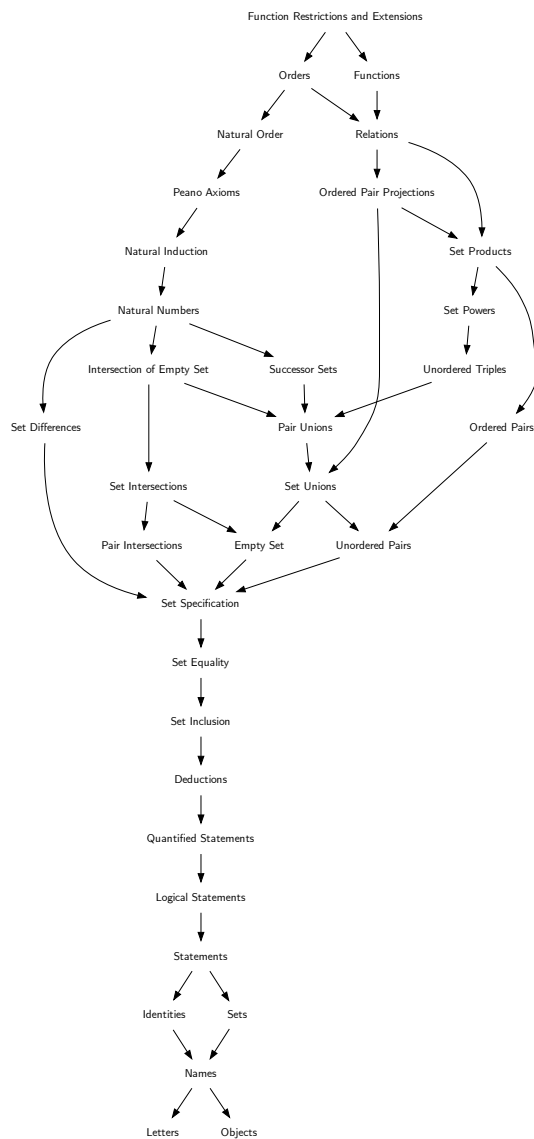 Function Restrictions and Extensions
Orders
Functions
Natural Order
Relations
Peano Axioms
Ordered Pair Projections
Natural Induction
Set Products
Natural Numbers
Set Powers
Intersection of Empty Set
Successor Sets
Unordered Triples
Set Differences
Pair Unions
Ordered Pairs
Set Intersections
Set Unions
Pair Intersections
Empty Set
Unordered Pairs
Set Specification
Set Equality
Set Inclusion
Deductions
Quantified Statements
Logical Statements
Statements
Identities
Sets
Names
Letters
Objects